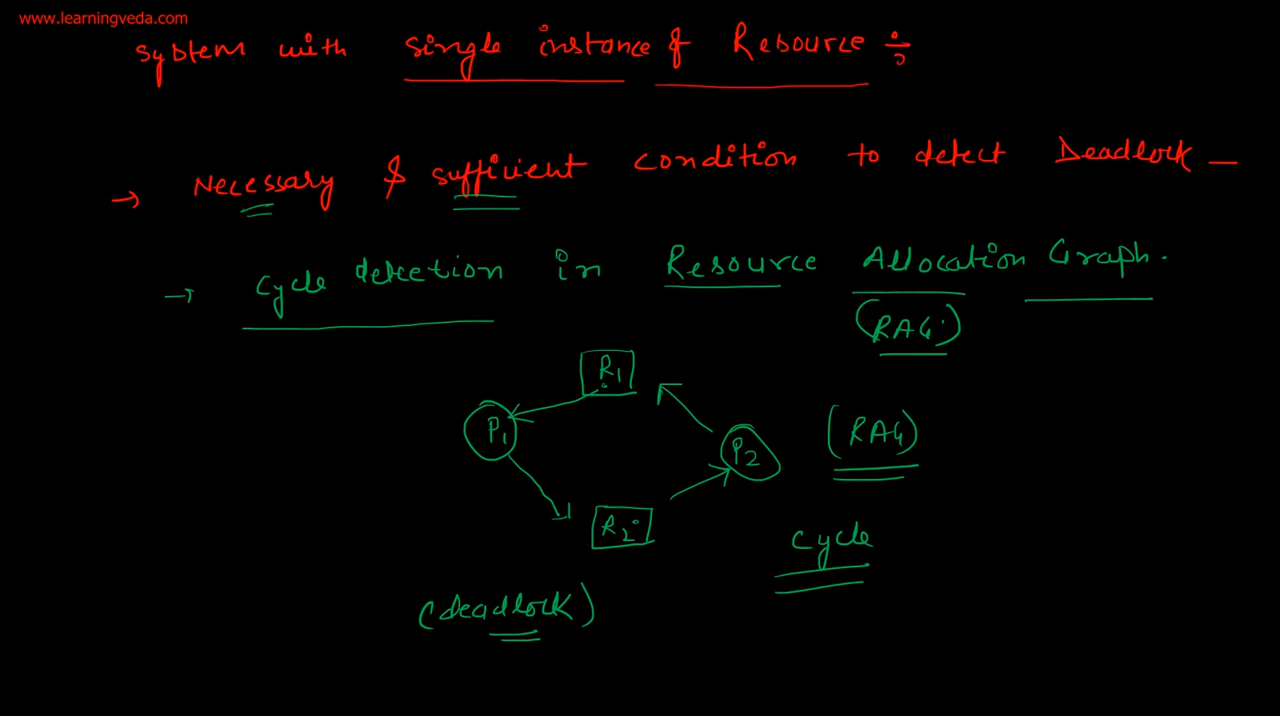 www.learningveda.com
system with single instance of Resource ÷
→ Necessary & sufficient condition to detect Deadlock —
→ Cycle detection in Resource Allocation Graph.
(RAG)
R1
P1
P2
(RAG)
R2
Cycle
(deadlock)